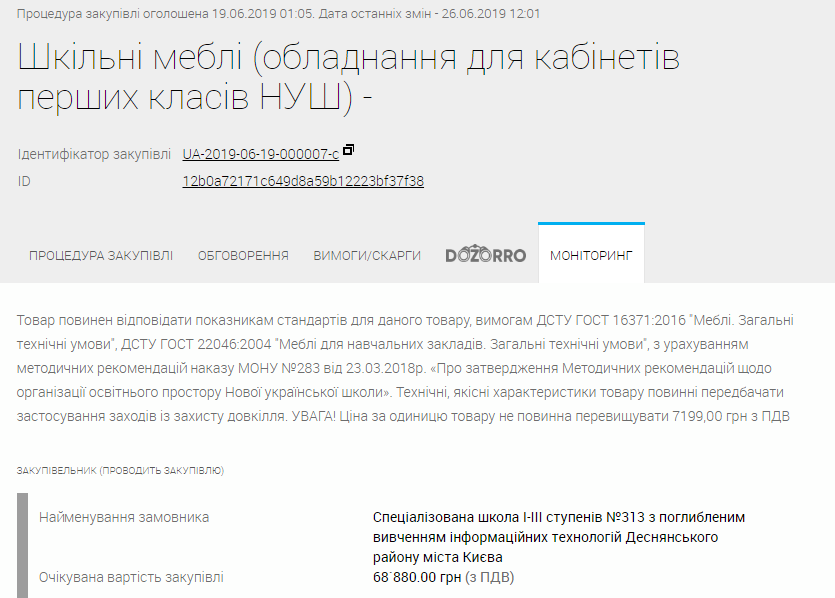 Процедура закупівлі оголошена 19.06.2019 01:05. Дата останніх змін - 26.06.2019 12:01
Шкільні меблі (обладнання для кабінетів
перших класів НУШ) -
Ідентифікатор закупівлі UA-2019-06-19-000007-c
ID 12b0a72171c649d8a59b12223bf37f38
ПРОЦЕДУРА ЗАКУПІВЛІ ОБГОВОРЕННЯ ВИМОГИ/СКАРГИ DOZORRO МОНІТОРИНГ
Товар повинен відповідати показникам стандартів для даного товару, вимогам ДСТУ ГОСТ 16371:2016 "Меблі. Загальні
технічні умови", ДСТУ ГОСТ 22046:2004 "Меблі для навчальних закладів. Загальні технічні умови", з урахуванням
методичних рекомендацій наказу МОНУ №283 від 23.03.2018р. «Про затвердження Методичних рекомендацій щодо
організації освітнього простору Нової української школи». Технічні, якісні характеристики товару повинні передбачати
застосування заходів із захисту довкілля. УВАГА! Ціна за одиницю товару не повинна перевищувати 7199,00 грн з ПДВ
ЗАКУПІВЕЛЬНИК (ПРОВОДИТЬ ЗАКУПІВЛЮ)
Найменування замовника Спеціалізована школа І-ІІІ ступенів №313 з поглибленим
вивченням інформаційних технологій Деснянського
району міста Києва
Очікувана вартість закупівлі 68`880.00 грн (з ПДВ)